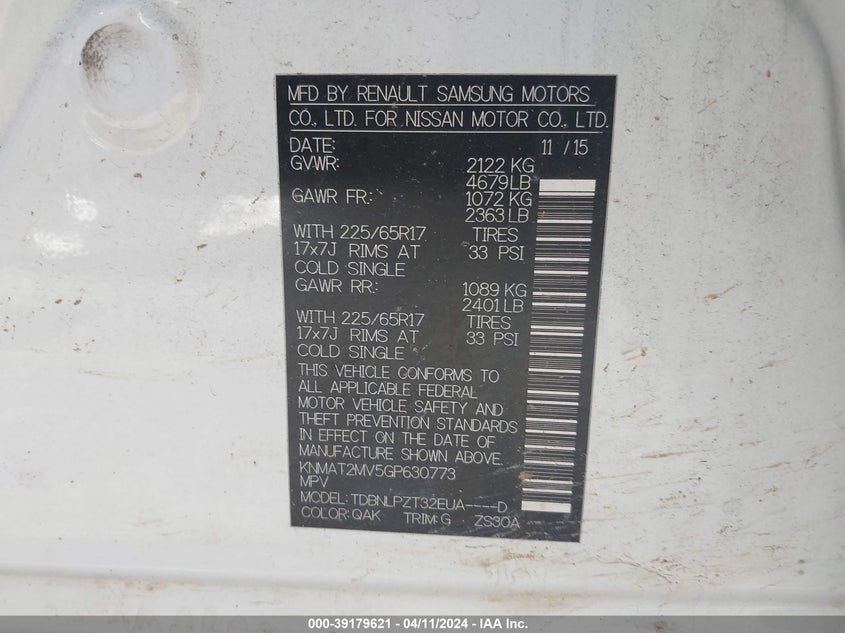 MFD BY RENAULT SAMSUNG MOTORS
CO., LTD. FOR NISSAN MOTOR CO., LTD.
DATE: 11 / 15
GVWR: 2122 KG
4679 LB
GAWR FR.: 1072 KG
2363 LB
WITH 225/65R17 TIRES
17x7J RIMS AT 33 PSI
COLD SINGLE
GAWR RR.: 1089 KG
2401 LB
WITH 225/65R17 TIRES
17x7J RIMS AT 33 PSI
COLD SINGLE
THIS VEHICLE CONFORMS TO
ALL APPLICABLE FEDERAL
MOTOR VEHICLE SAFETY AND
THEFT PREVENTION STANDARDS
IN EFFECT ON THE DATE OF
MANUFACTURE SHOWN ABOVE.
KNMAT2MV5GP630773
MPV
MODEL: TDBNLPZT32EUA----D
COLOR: QAK TRIM: G ZS30A
000-39179621 - 04/11/2024 - IAA Inc.